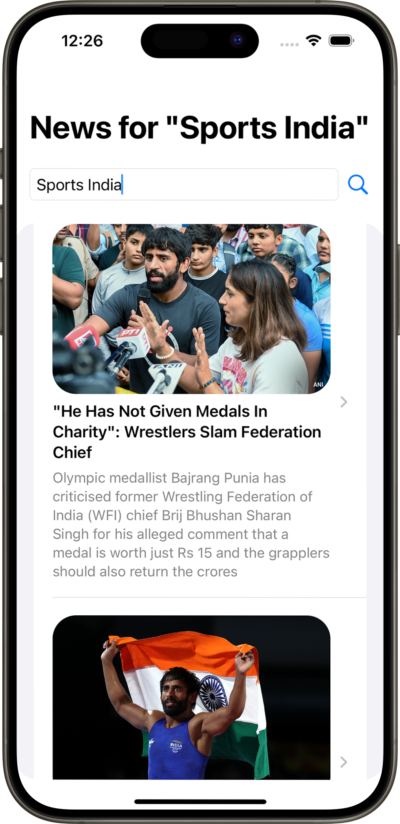 12:26
News for "Sports India"
Sports India
ANI
"He Has Not Given Medals In
Charity": Wrestlers Slam Federation
Chief
Olympic medallist Bajrang Punia has
criticised former Wrestling Federation of
India (WFI) chief Brij Bhushan Sharan
Singh for his alleged comment that a
medal is worth just Rs 15 and the grapplers
should also return the crores
INDIA